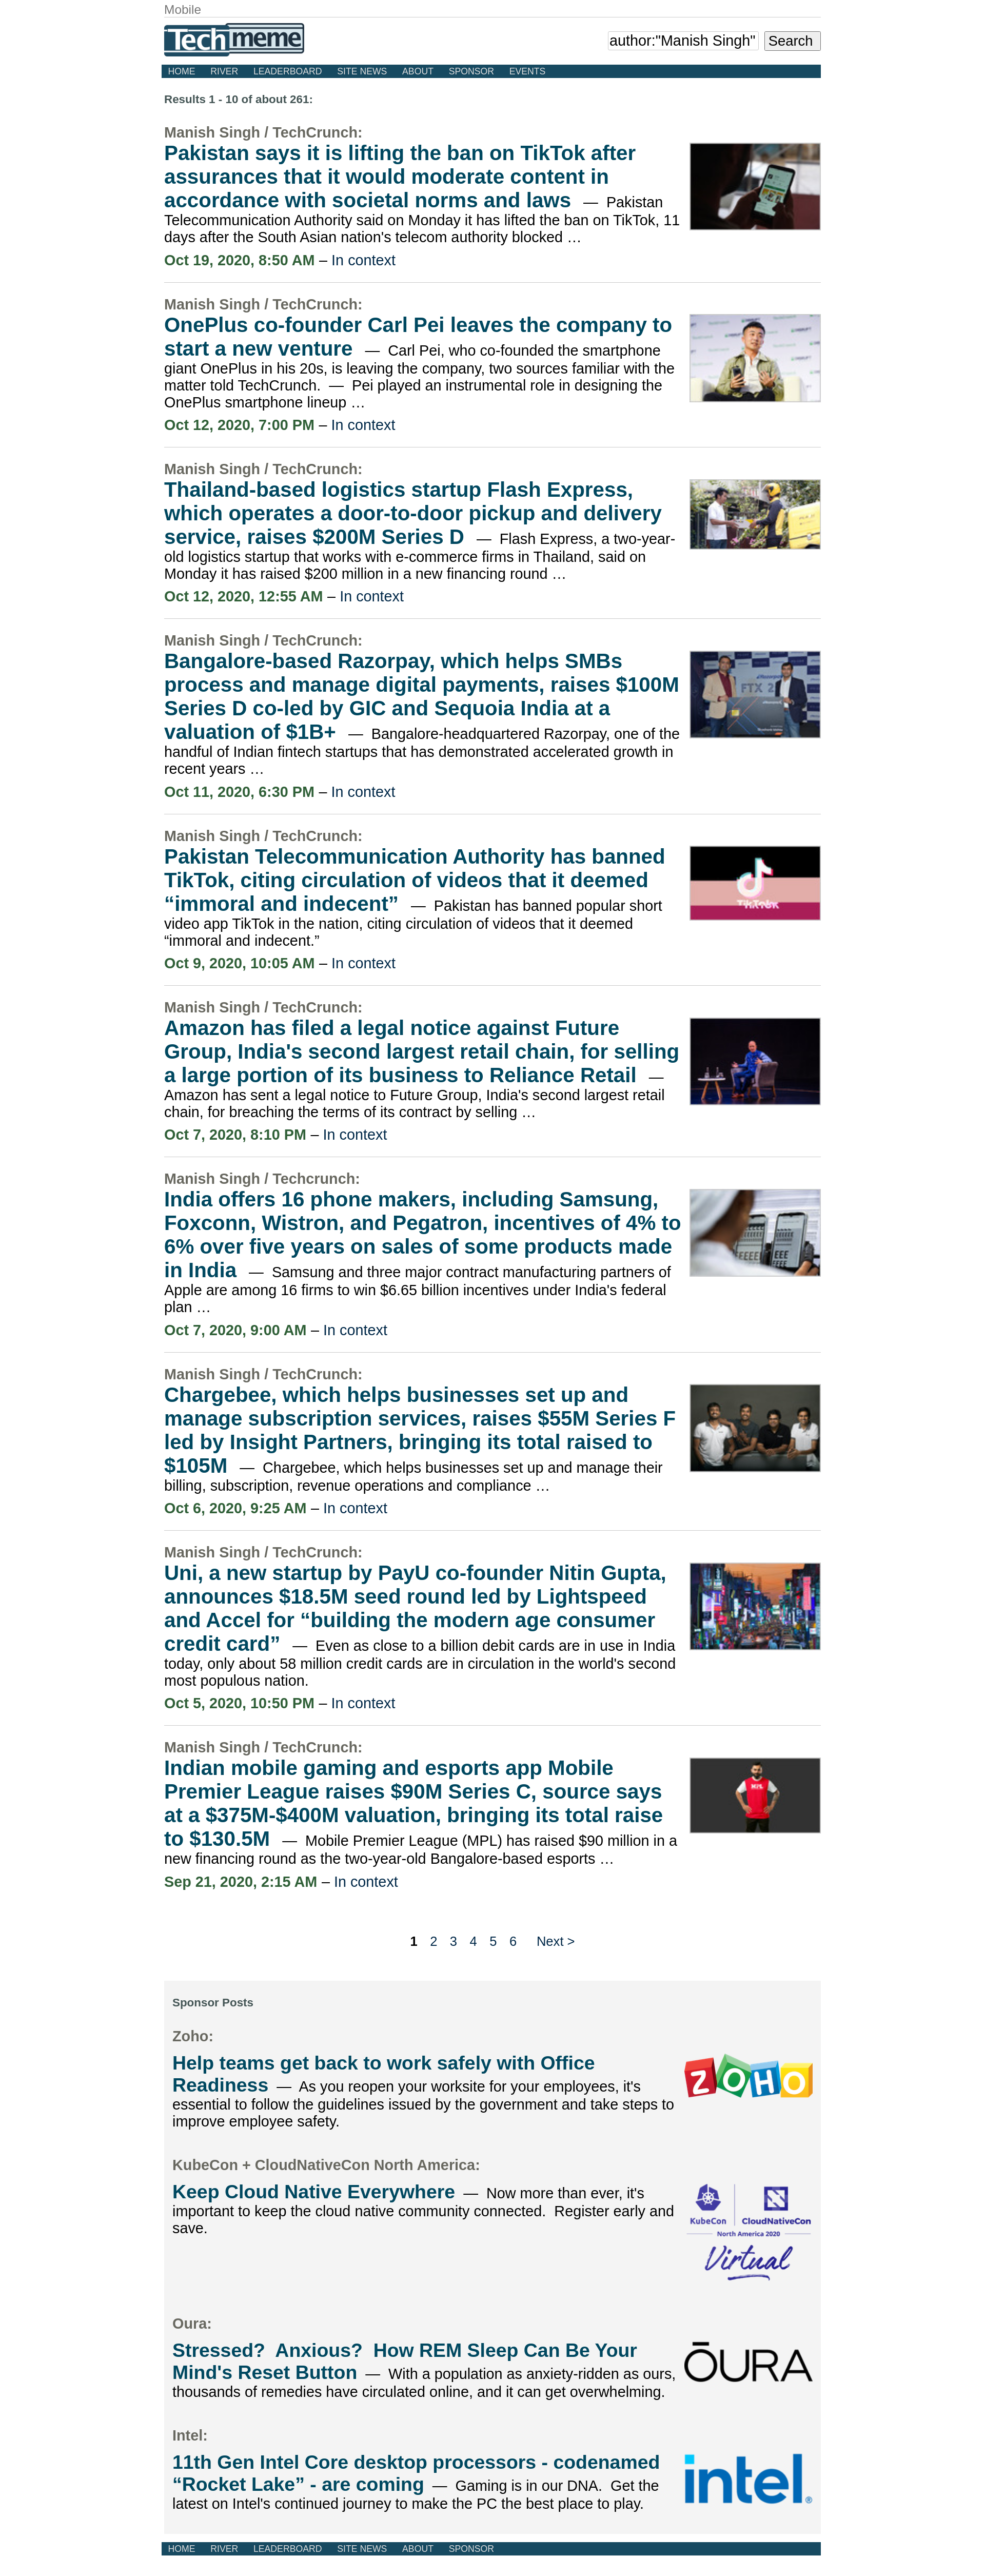 Mobile
Techmeme
author:"Manish Singh" Search
HOME RIVER LEADERBOARD SITE NEWS ABOUT SPONSOR EVENTS
Results 1 - 10 of about 261:
Manish Singh / TechCrunch:
Pakistan says it is lifting the ban on TikTok after
assurances that it would moderate content in
accordance with societal norms and laws — Pakistan
Telecommunication Authority said on Monday it has lifted the ban on TikTok, 11
days after the South Asian nation's telecom authority blocked …
Oct 19, 2020, 8:50 AM – In context
Manish Singh / TechCrunch:
OnePlus co-founder Carl Pei leaves the company to
start a new venture — Carl Pei, who co-founded the smartphone
giant OnePlus in his 20s, is leaving the company, two sources familiar with the
matter told TechCrunch. — Pei played an instrumental role in designing the
OnePlus smartphone lineup …
Oct 12, 2020, 7:00 PM – In context
Manish Singh / TechCrunch:
Thailand-based logistics startup Flash Express,
which operates a door-to-door pickup and delivery
service, raises $200M Series D — Flash Express, a two-year-
old logistics startup that works with e-commerce firms in Thailand, said on
Monday it has raised $200 million in a new financing round …
Oct 12, 2020, 12:55 AM – In context
Manish Singh / TechCrunch:
Bangalore-based Razorpay, which helps SMBs
process and manage digital payments, raises $100M
Series D co-led by GIC and Sequoia India at a
valuation of $1B+ — Bangalore-headquartered Razorpay, one of the
handful of Indian fintech startups that has demonstrated accelerated growth in
recent years …
Oct 11, 2020, 6:30 PM – In context
Manish Singh / TechCrunch:
Pakistan Telecommunication Authority has banned
TikTok, citing circulation of videos that it deemed
“immoral and indecent” — Pakistan has banned popular short
video app TikTok in the nation, citing circulation of videos that it deemed
“immoral and indecent.”
TikTok
Oct 9, 2020, 10:05 AM – In context
Manish Singh / TechCrunch:
Amazon has filed a legal notice against Future
Group, India's second largest retail chain, for selling
a large portion of its business to Reliance Retail —
Amazon has sent a legal notice to Future Group, India's second largest retail
chain, for breaching the terms of its contract by selling …
Oct 7, 2020, 8:10 PM – In context
Manish Singh / Techcrunch:
India offers 16 phone makers, including Samsung,
Foxconn, Wistron, and Pegatron, incentives of 4% to
6% over five years on sales of some products made
in India — Samsung and three major contract manufacturing partners of
Apple are among 16 firms to win $6.65 billion incentives under India's federal
plan …
Oct 7, 2020, 9:00 AM – In context
Manish Singh / TechCrunch:
Chargebee, which helps businesses set up and
manage subscription services, raises $55M Series F
led by Insight Partners, bringing its total raised to
$105M — Chargebee, which helps businesses set up and manage their
billing, subscription, revenue operations and compliance …
Oct 6, 2020, 9:25 AM – In context
Manish Singh / TechCrunch:
Uni, a new startup by PayU co-founder Nitin Gupta,
announces $18.5M seed round led by Lightspeed
and Accel for “building the modern age consumer
credit card” — Even as close to a billion debit cards are in use in India
today, only about 58 million credit cards are in circulation in the world's second
most populous nation.
Oct 5, 2020, 10:50 PM – In context
Manish Singh / TechCrunch:
Indian mobile gaming and esports app Mobile
Premier League raises $90M Series C, source says
at a $375M-$400M valuation, bringing its total raise
to $130.5M — Mobile Premier League (MPL) has raised $90 million in a
new financing round as the two-year-old Bangalore-based esports …
Sep 21, 2020, 2:15 AM – In context
1 2 3 4 5 6 Next >
Sponsor Posts
Zoho:
Help teams get back to work safely with Office
Readiness — As you reopen your worksite for your employees, it's
essential to follow the guidelines issued by the government and take steps to
improve employee safety.
ZOHO
KubeCon + CloudNativeCon North America:
Keep Cloud Native Everywhere — Now more than ever, it's
important to keep the cloud native community connected. Register early and
save.
KubeCon CloudNativeCon
North America 2020
Virtual
Oura:
Stressed? Anxious? How REM Sleep Can Be Your
Mind's Reset Button — With a population as anxiety-ridden as ours,
thousands of remedies have circulated online, and it can get overwhelming.
ŌURA
Intel:
11th Gen Intel Core desktop processors - codenamed
“Rocket Lake” - are coming — Gaming is in our DNA. Get the
latest on Intel's continued journey to make the PC the best place to play.
intel®
HOME RIVER LEADERBOARD SITE NEWS ABOUT SPONSOR